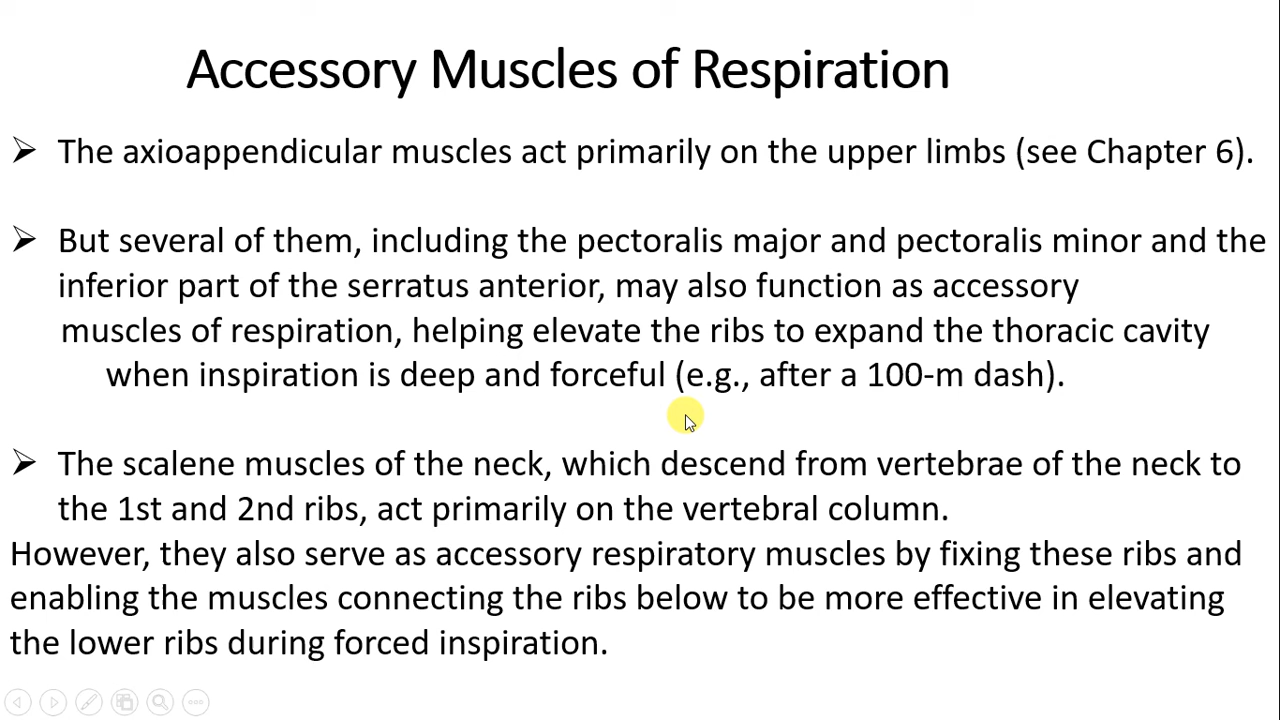 Accessory Muscles of Respiration
➢ The axioappendicular muscles act primarily on the upper limbs (see Chapter 6).
➢ But several of them, including the pectoralis major and pectoralis minor and the
inferior part of the serratus anterior, may also function as accessory
muscles of respiration, helping elevate the ribs to expand the thoracic cavity
when inspiration is deep and forceful (e.g., after a 100-m dash).
➢ The scalene muscles of the neck, which descend from vertebrae of the neck to
the 1st and 2nd ribs, act primarily on the vertebral column.
However, they also serve as accessory respiratory muscles by fixing these ribs and
enabling the muscles connecting the ribs below to be more effective in elevating
the lower ribs during forced inspiration.